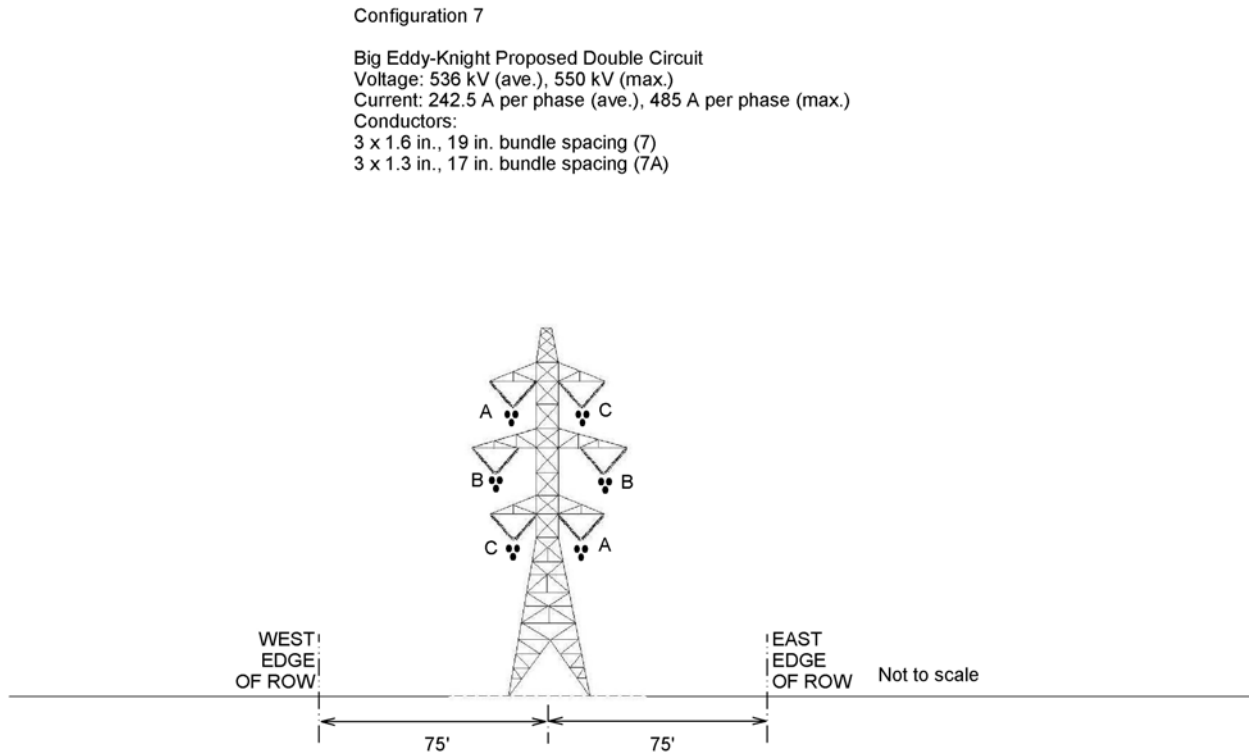 Configuration 7
Big Eddy-Knight Proposed Double Circuit
Voltage: 536 kV (ave.), 550 kV (max.)
Current: 242.5 A per phase (ave.), 485 A per phase (max.)
Conductors:
3 x 1.6 in., 19 in. bundle spacing (7)
3 x 1.3 in., 17 in. bundle spacing (7A)
A
C
B
B
C
A
WEST
EDGE
OF ROW
EAST
EDGE
OF ROW
Not to scale
75'
75'